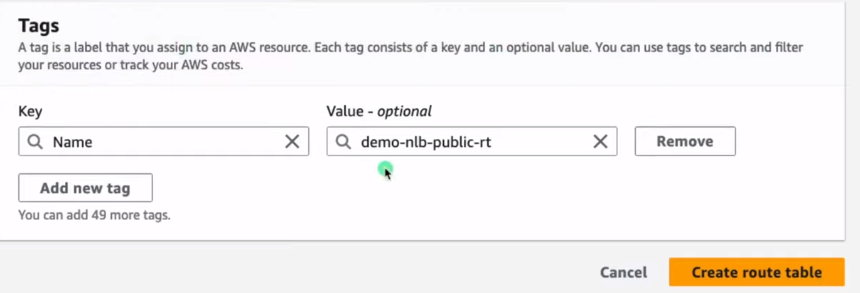 Tags
A tag is a label that you assign to an AWS resource. Each tag consists of a key and an optional value. You can use tags to search and filter
your resources or track your AWS costs.
Key Value - optional
Name demo-nlb-public-rt Remove
Add new tag
You can add 49 more tags.
Cancel Create route table